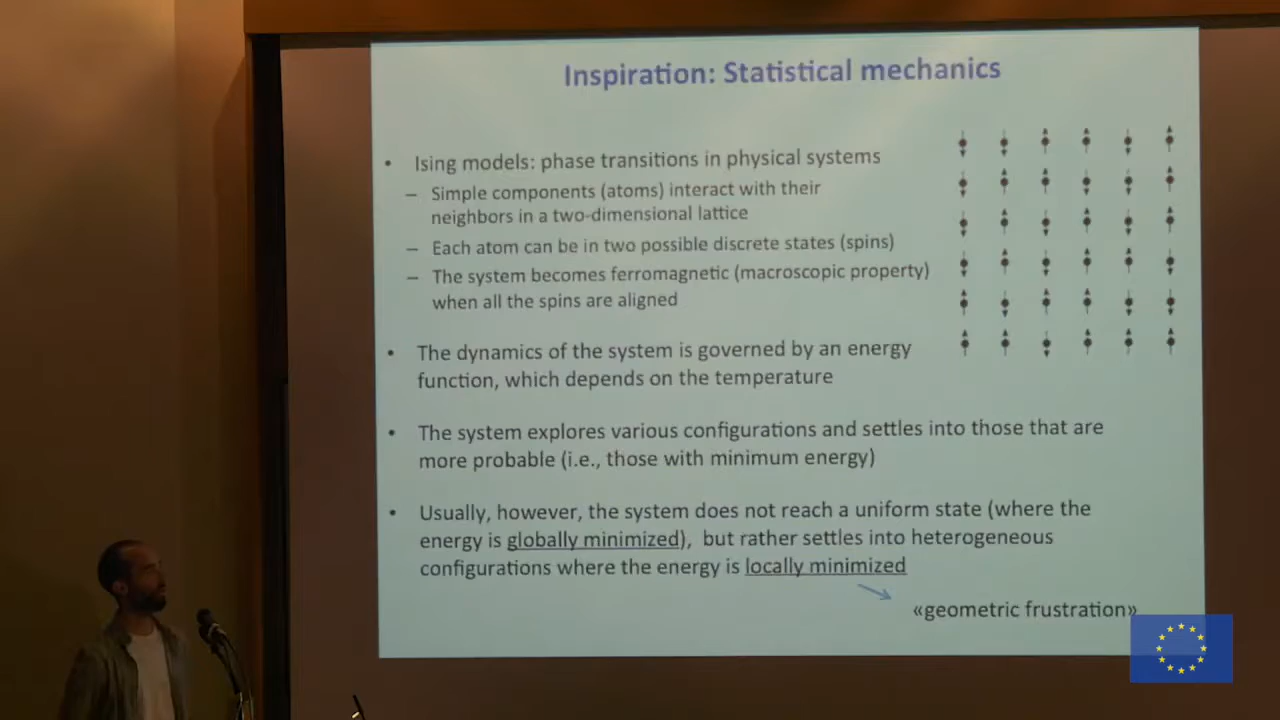 Inspiration: Statistical mechanics
• Ising models: phase transitions in physical systems
– Simple components (atoms) interact with their
neighbors in a two-dimensional lattice
– Each atom can be in two possible discrete states (spins)
– The system becomes ferromagnetic (macroscopic property)
when all the spins are aligned
• The dynamics of the system is governed by an energy
function, which depends on the temperature
• The system explores various configurations and settles into those that are
more probable (i.e., those with minimum energy)
• Usually, however, the system does not reach a uniform state (where the
energy is globally minimized), but rather settles into heterogeneous
configurations where the energy is locally minimized
«geometric frustration»